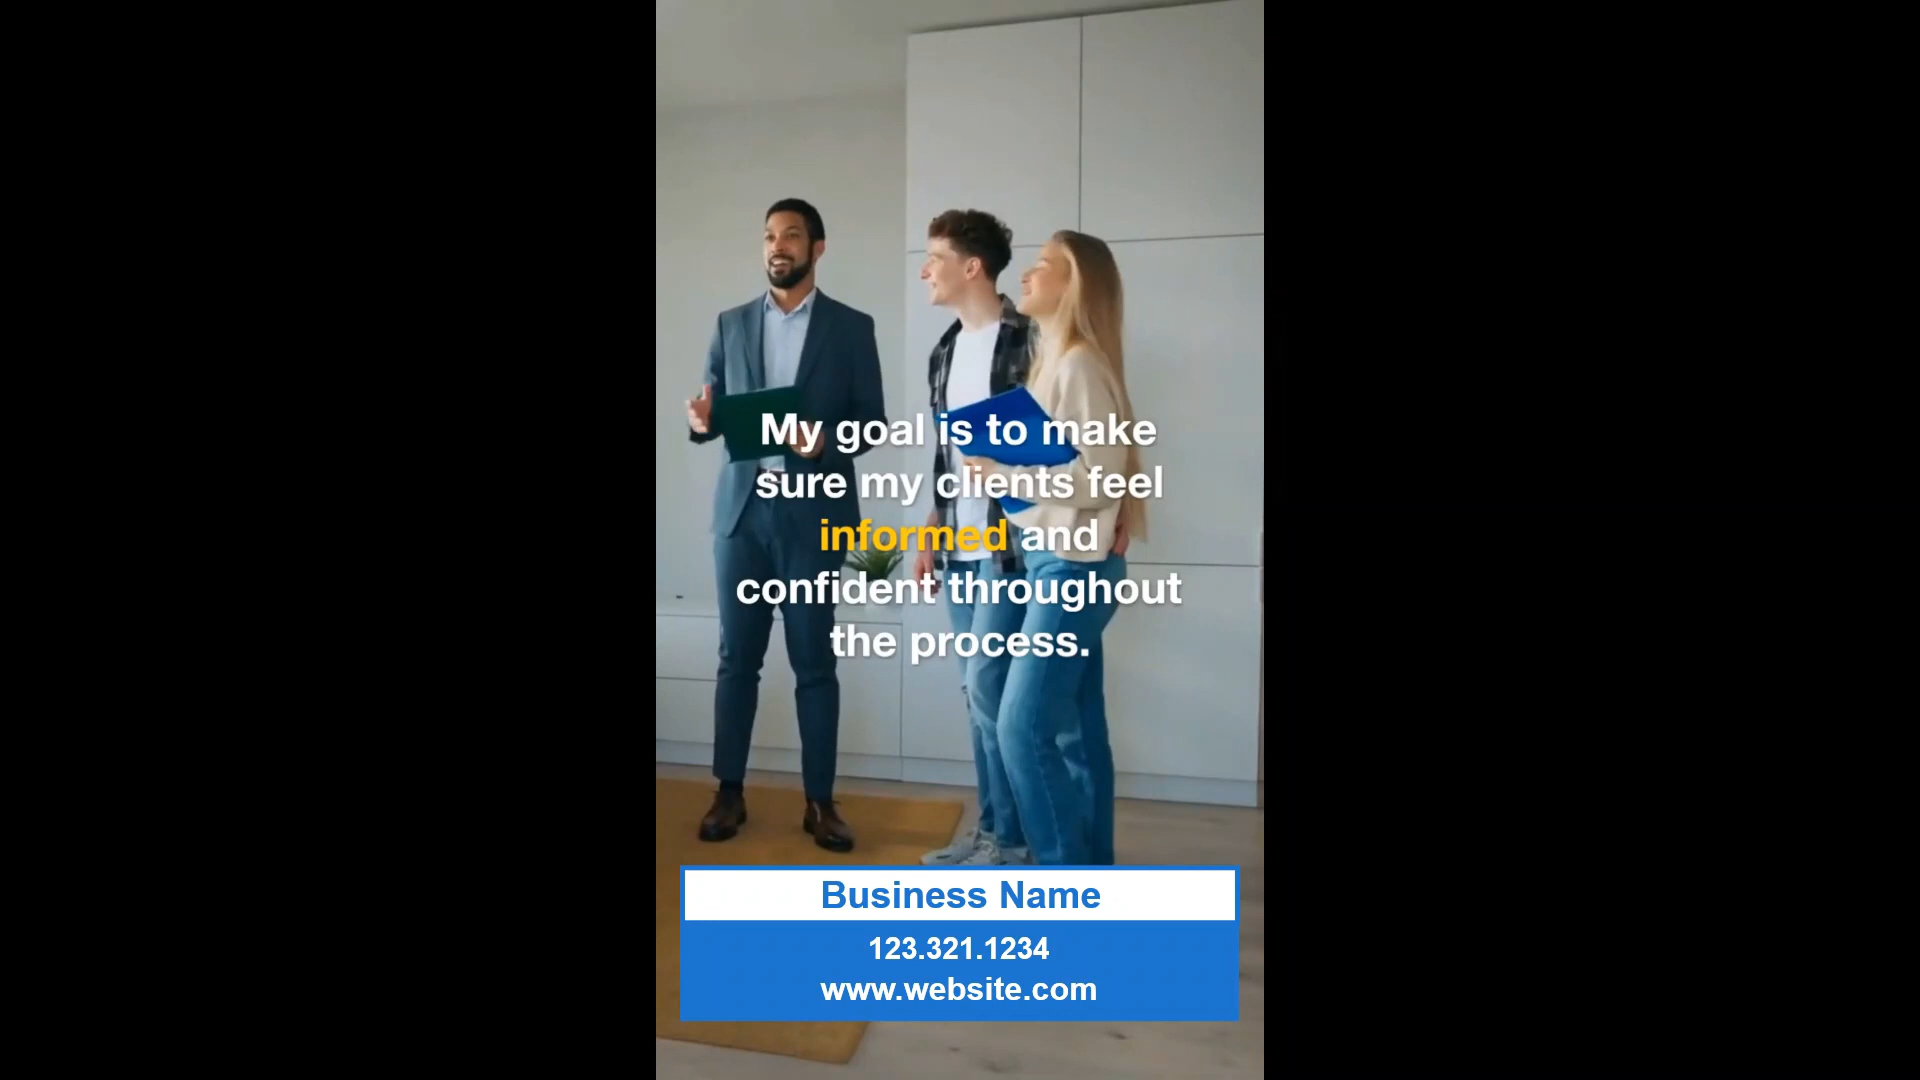 My goal is to make
sure my clients feel
informed and
confident throughout
the process.
Business Name
123.321.1234
www.website.com